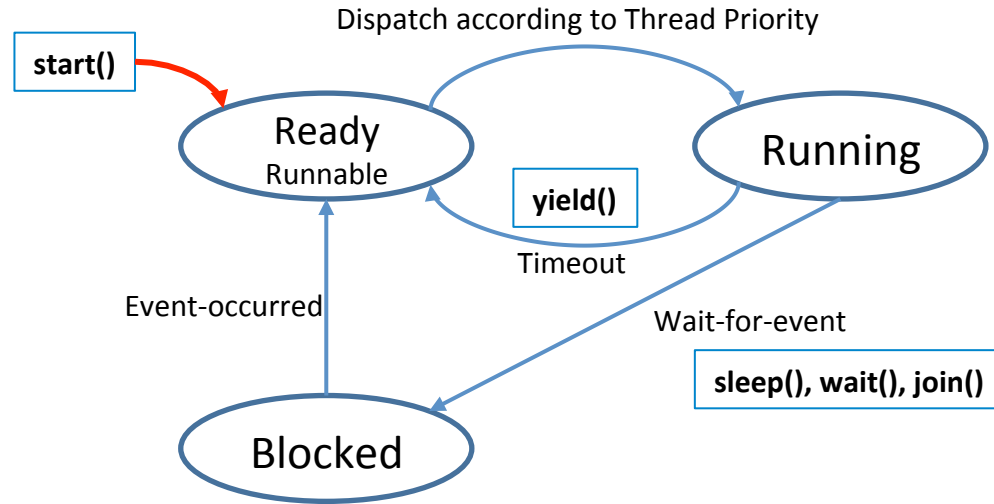 Dispatch according to Thread Priority
start()
Ready
Runnable
Running
yield()
Timeout
Event-occurred
Wait-for-event
sleep(), wait(), join()
Blocked